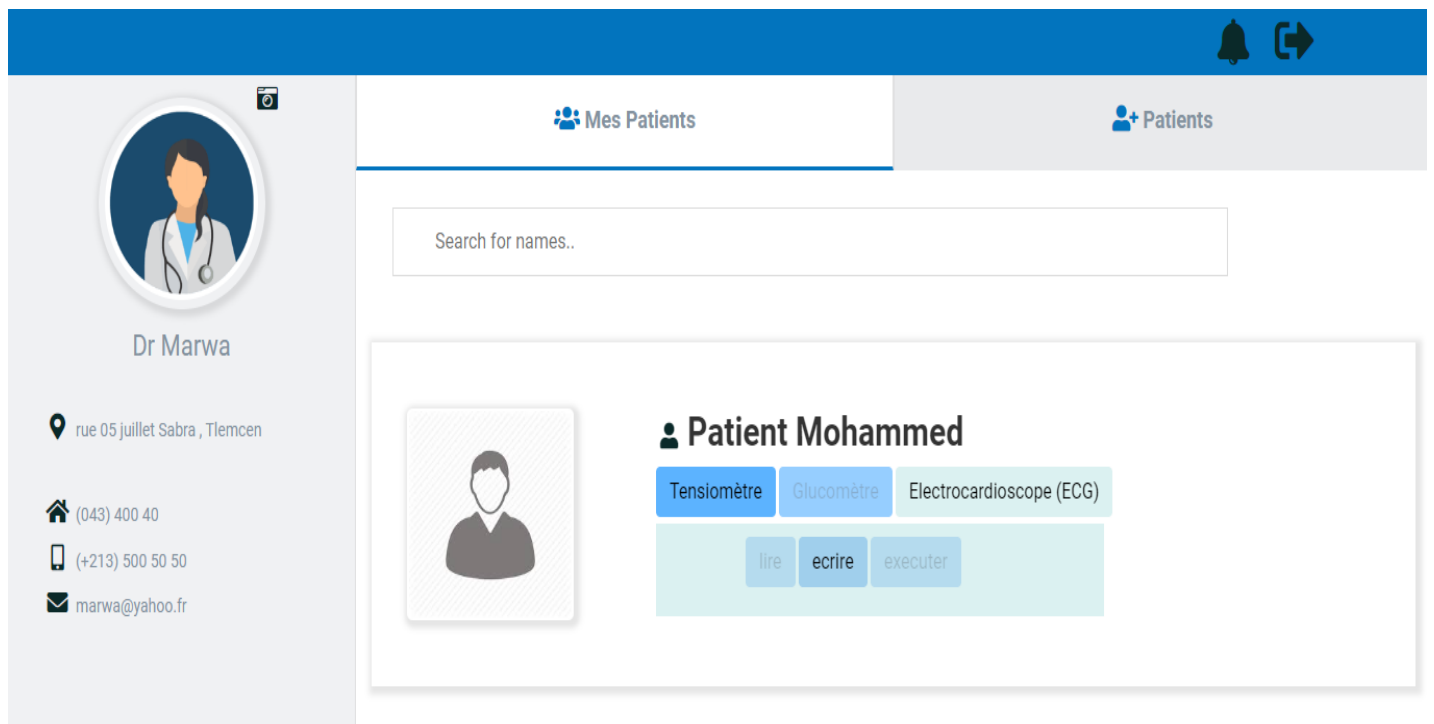 Mes Patients
Patients
Dr Marwa
rue 05 juillet Sabra , Tlemcen
(043) 400 40
(+213) 500 50 50
marwa@yahoo.fr
Search for names..
Patient Mohammed
Tensiomètre Glucomètre Electrocardioscope (ECG)
lire ecrire executer